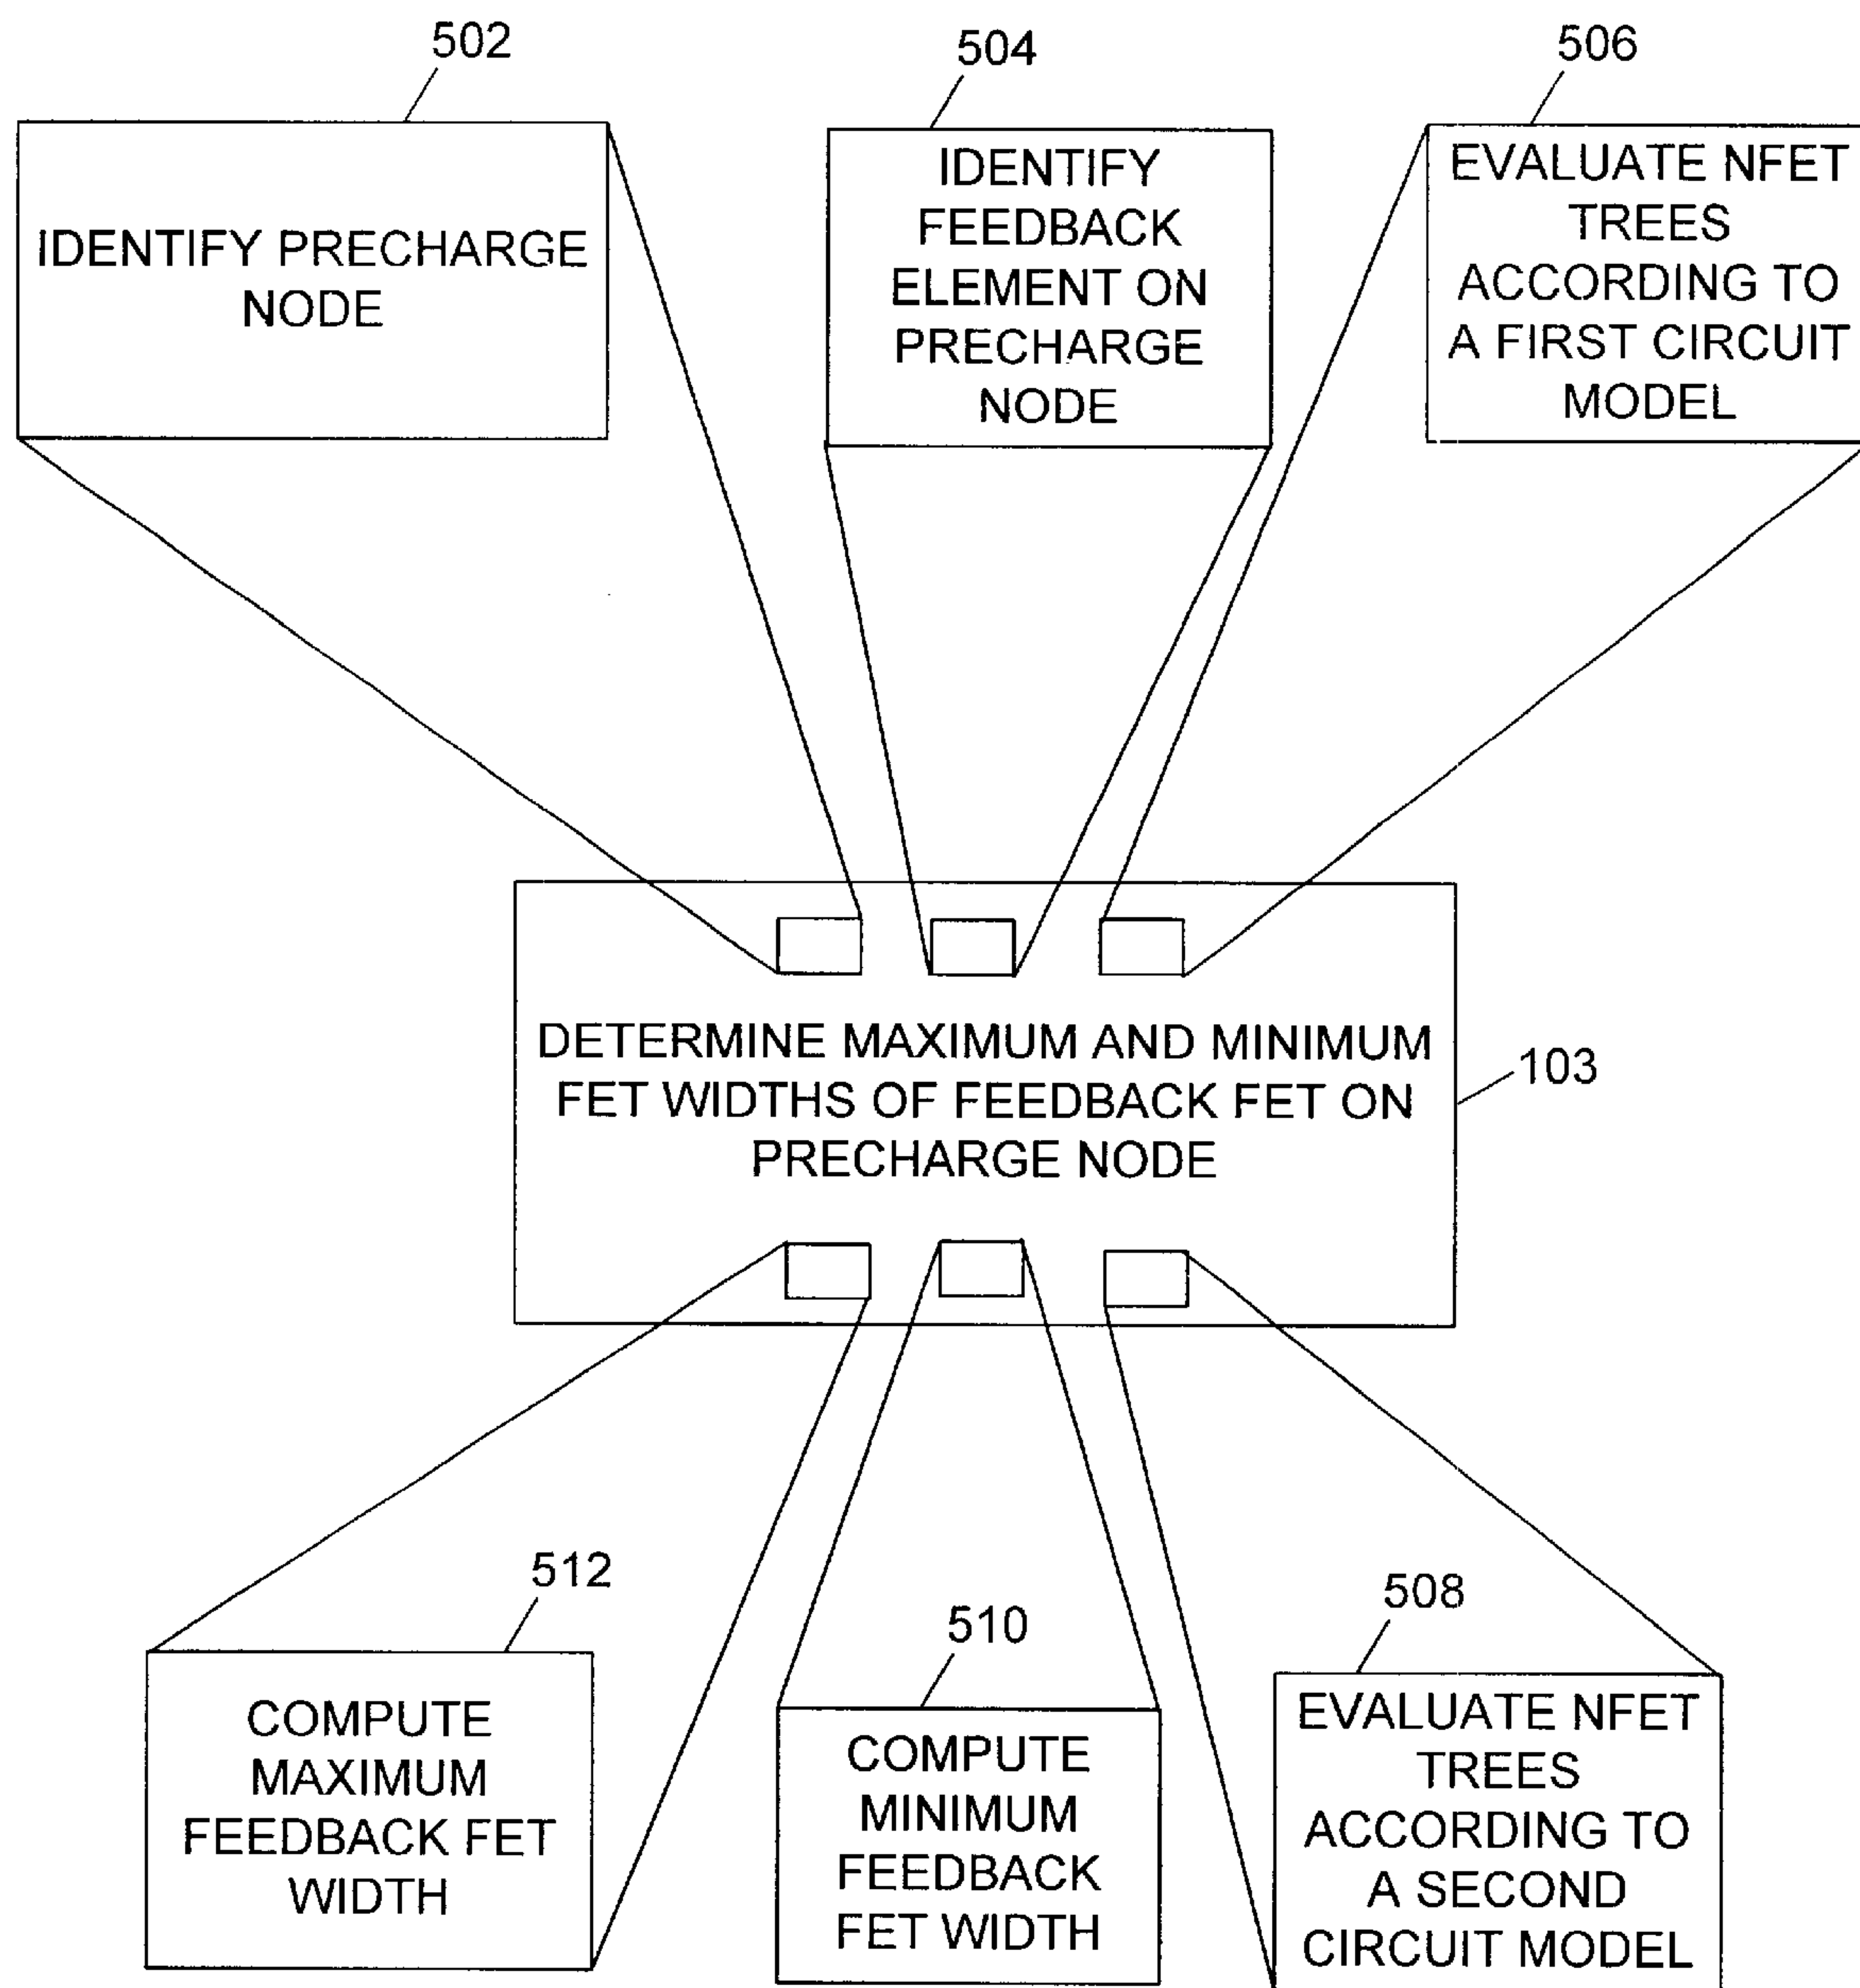 502
504
506
IDENTIFY PRECHARGE
NODE
IDENTIFY
FEEDBACK
ELEMENT ON
PRECHARGE
NODE
EVALUATE NFET
TREES
ACCORDING TO
A FIRST CIRCUIT
MODEL
DETERMINE MAXIMUM AND MINIMUM
FET WIDTHS OF FEEDBACK FET ON
PRECHARGE NODE
103
512
510
508
COMPUTE
MAXIMUM
FEEDBACK FET
WIDTH
COMPUTE
MINIMUM
FEEDBACK
FET WIDTH
EVALUATE NFET
TREES
ACCORDING TO
A SECOND
CIRCUIT MODEL